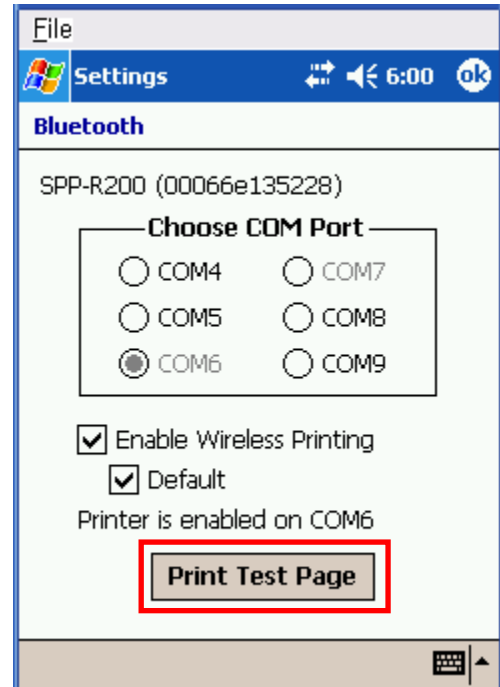 File
Settings 6:00 ok
Bluetooth
SPP-R200 (00066e135228)
Choose COM Port
COM4 COM7
COM5 COM8
COM6 COM9
Enable Wireless Printing
Default
Printer is enabled on COM6
Print Test Page